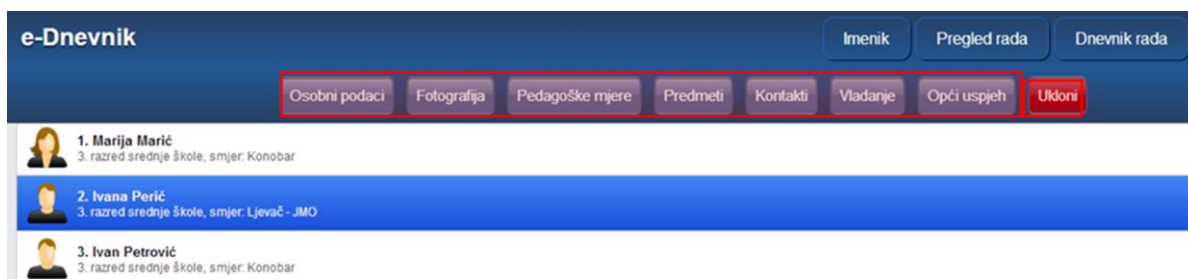 e-Dnevnik Imenik Pregled rada Dnevnik rada
Osobni podaci Fotografija Pedagoške mjere Predmeti Kontakti Vladanje Opći uspjeh Ukloni
1. Marija Marić
3. razred srednje škole, smjer: Konobar
2. Ivana Perić
3. razred srednje škole, smjer: Ljevač - JMO
3. Ivan Petrović
3. razred srednje škole, smjer: Konobar